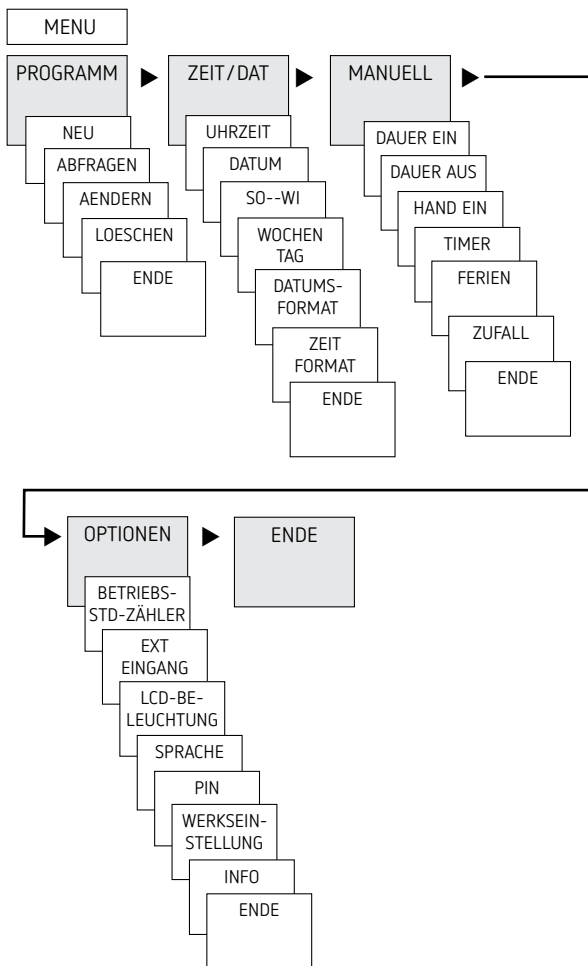 MENU
PROGRAMM
NEU
ABFRAGEN
AENDERN
LOESCHEN
ENDE
ZEIT/DAT
UHRZEIT
DATUM
SO--WI
WOCHEN
TAG
DATUMS-
FORMAT
ZEIT
FORMAT
ENDE
MANUELL
DAUER EIN
DAUER AUS
HAND EIN
TIMER
FERIEN
ZUFALL
ENDE
OPTIONEN
BETRIEBS-
STD-ZÄHLER
EXT
EINGANG
LCD-BE-
LEUCHTUNG
SPRACHE
PIN
WERKSEIN-
STELLUNG
INFO
ENDE
ENDE